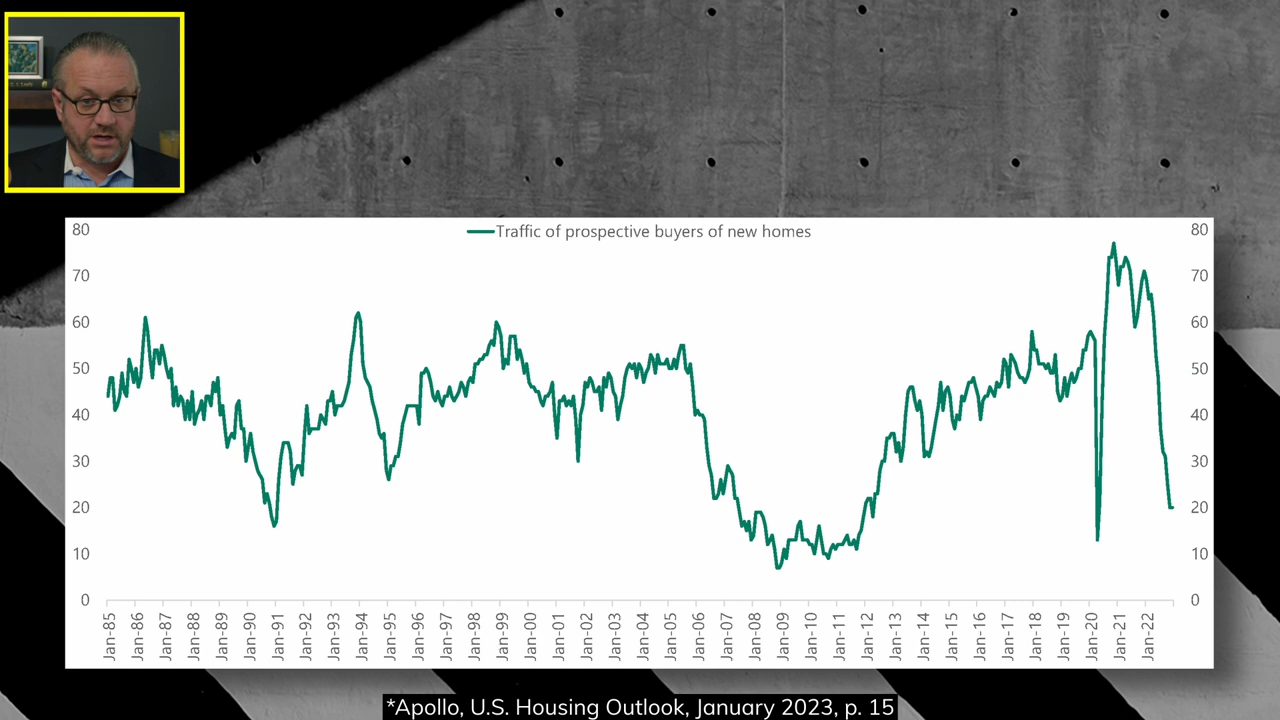 Traffic of prospective buyers of new homes
80
70
60
50
40
30
20
10
0
80
70
60
50
40
30
20
10
0
Jan-85
Jan-86
Jan-87
Jan-88
Jan-89
Jan-90
Jan-91
Jan-92
Jan-93
Jan-94
Jan-95
Jan-96
Jan-97
Jan-98
Jan-99
Jan-00
Jan-01
Jan-02
Jan-03
Jan-04
Jan-05
Jan-06
Jan-07
Jan-08
Jan-09
Jan-10
Jan-11
Jan-12
Jan-13
Jan-14
Jan-15
Jan-16
Jan-17
Jan-18
Jan-19
Jan-20
Jan-21
Jan-22
*Apollo, U.S. Housing Outlook, January 2023, p. 15